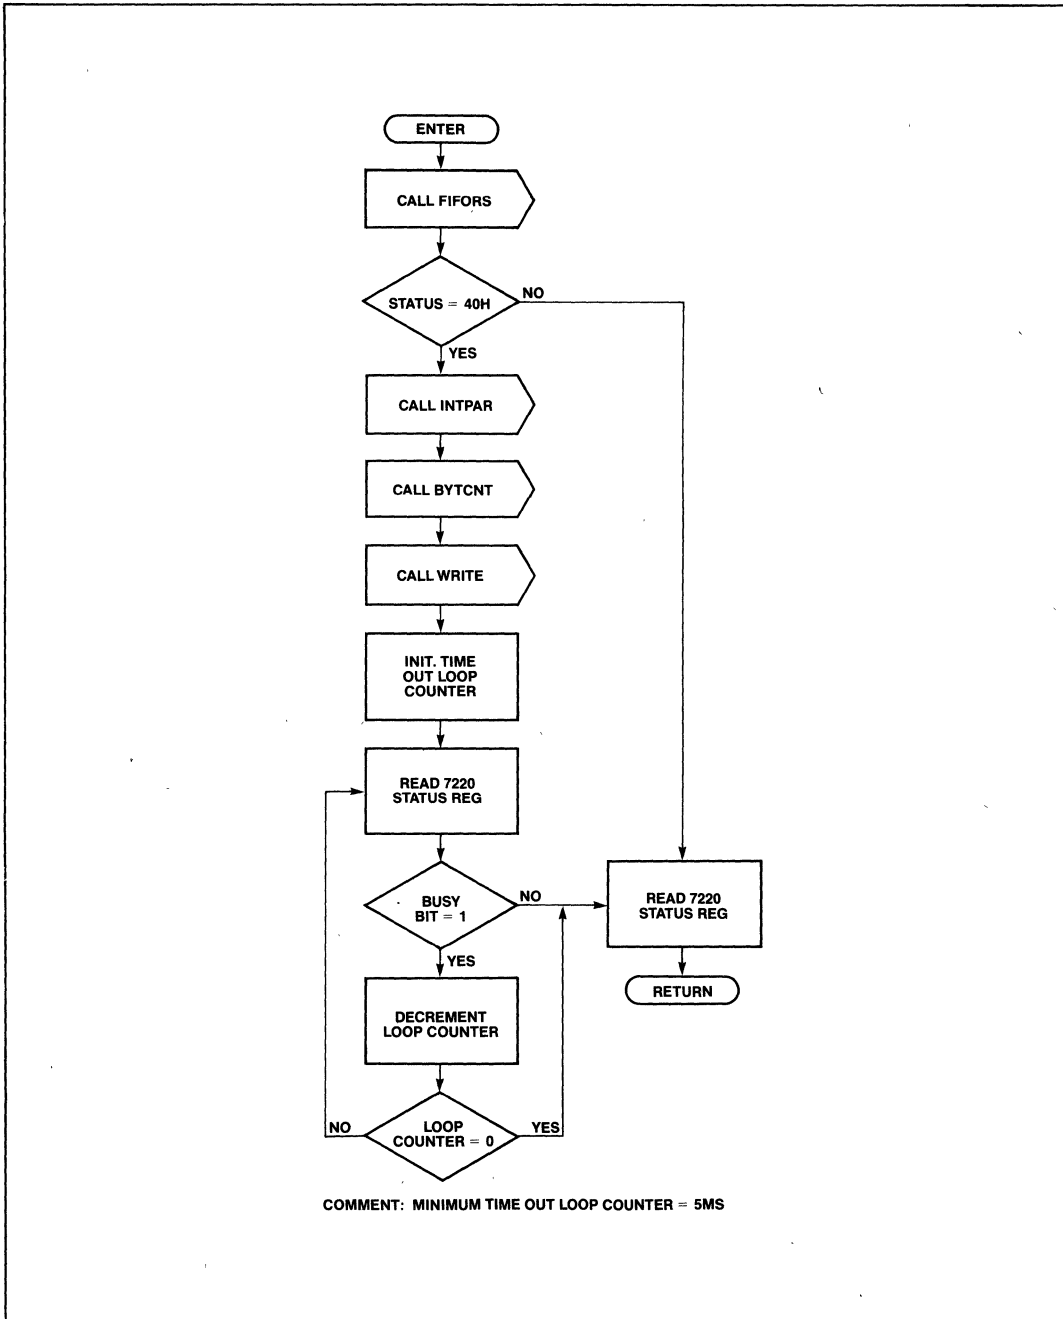 ENTER
CALL FIFORS
STATUS = 40H
NO
YES
CALL INTPAR
CALL BYTCNT
CALL WRITE
INIT. TIME
OUT LOOP
COUNTER
READ 7220
STATUS REG
BUSY
BIT = 1
NO
READ 7220
STATUS REG
YES
RETURN
DECREMENT
LOOP COUNTER
LOOP
COUNTER = 0
NO
YES
COMMENT: MINIMUM TIME OUT LOOP COUNTER = 5MS